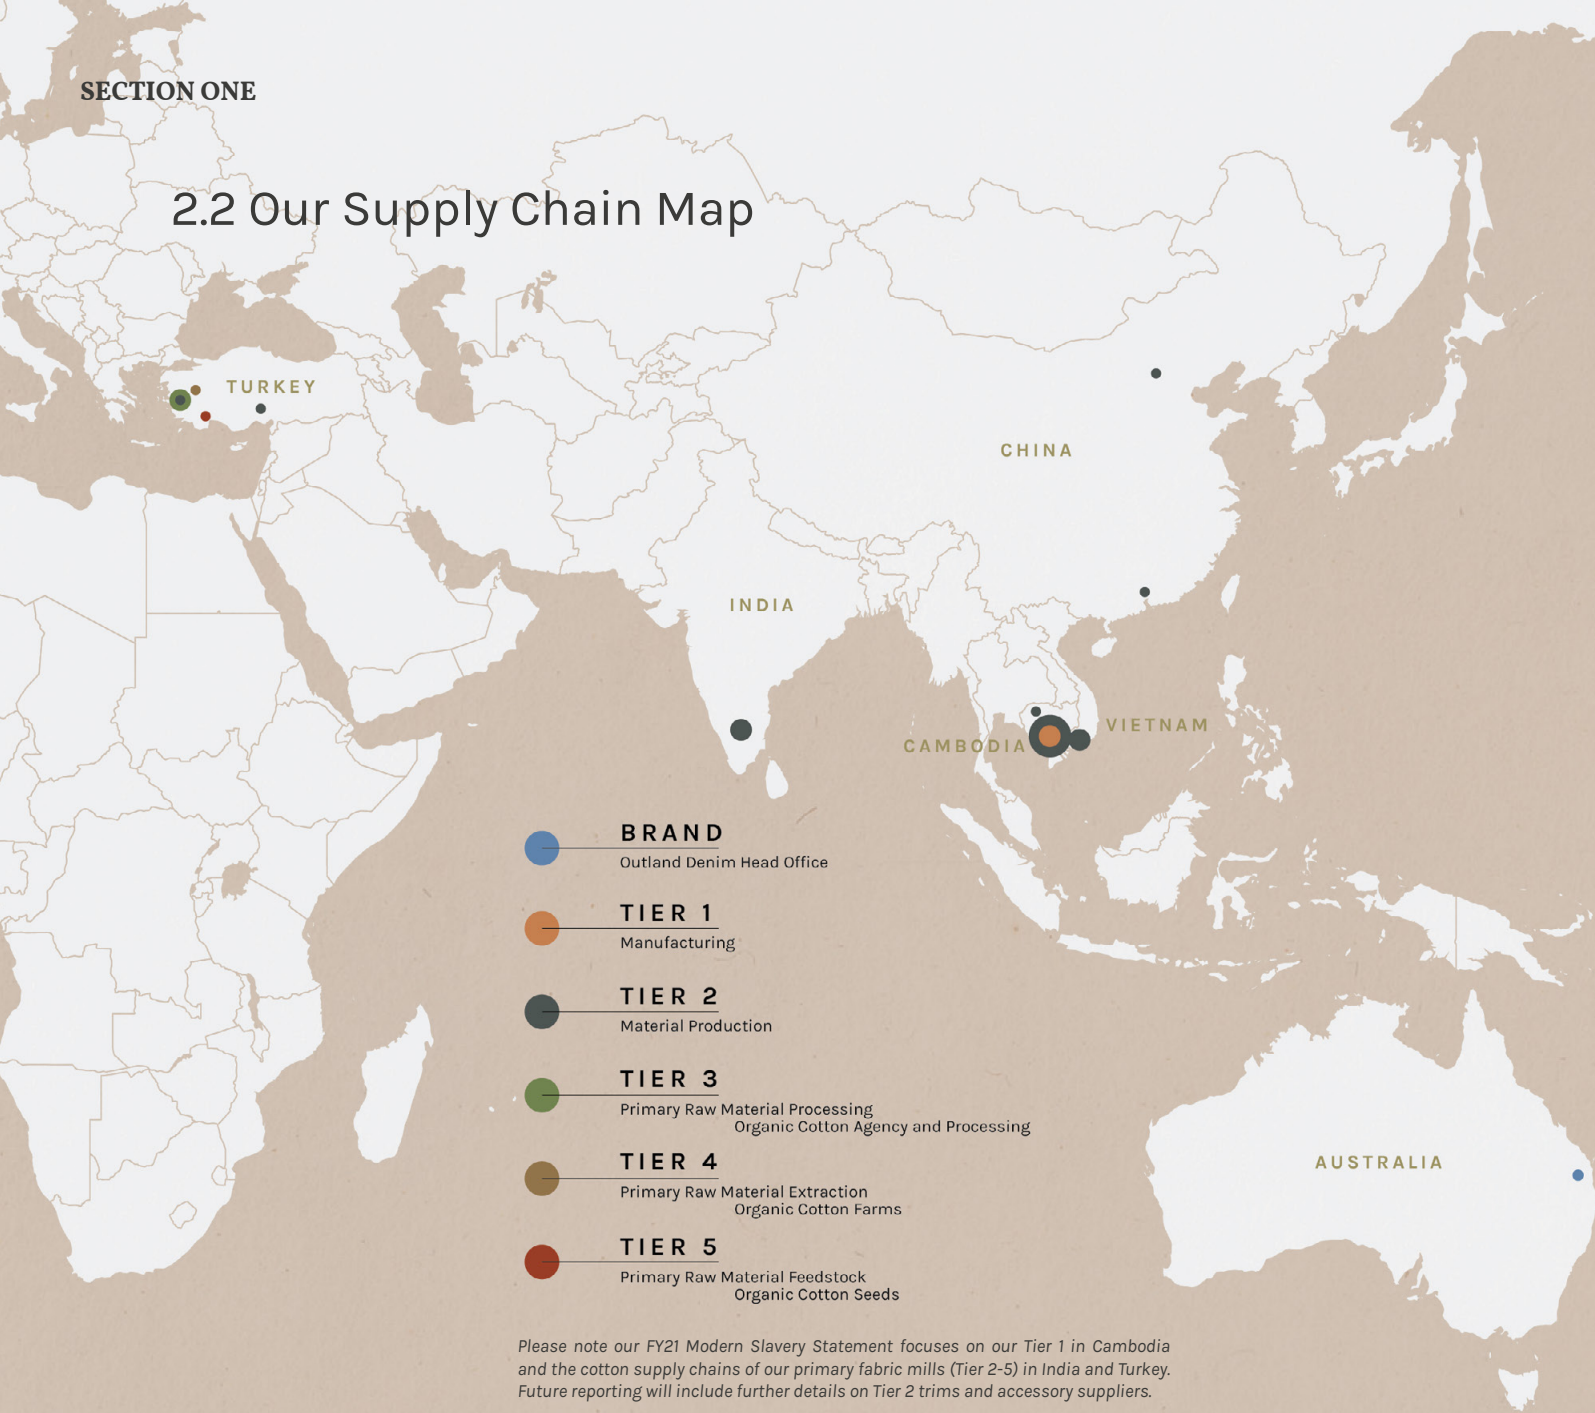 SECTION ONE
2.2 Our Supply Chain Map
TURKEY
CHINA
INDIA
VIETNAM
CAMBODIA
BRAND
Outland Denim Head Office
TIER 1
Manufacturing
TIER 2
Material Production
TIER 3
Primary Raw Material Processing
Organic Cotton Agency and Processing
TIER 4
Primary Raw Material Extraction
Organic Cotton Farms
TIER 5
Primary Raw Material Feedstock
Organic Cotton Seeds
AUSTRALIA
Please note our FY21 Modern Slavery Statement focuses on our Tier 1 in Cambodia
and the cotton supply chains of our primary fabric mills (Tier 2-5) in India and Turkey.
Future reporting will include further details on Tier 2 trims and accessory suppliers.